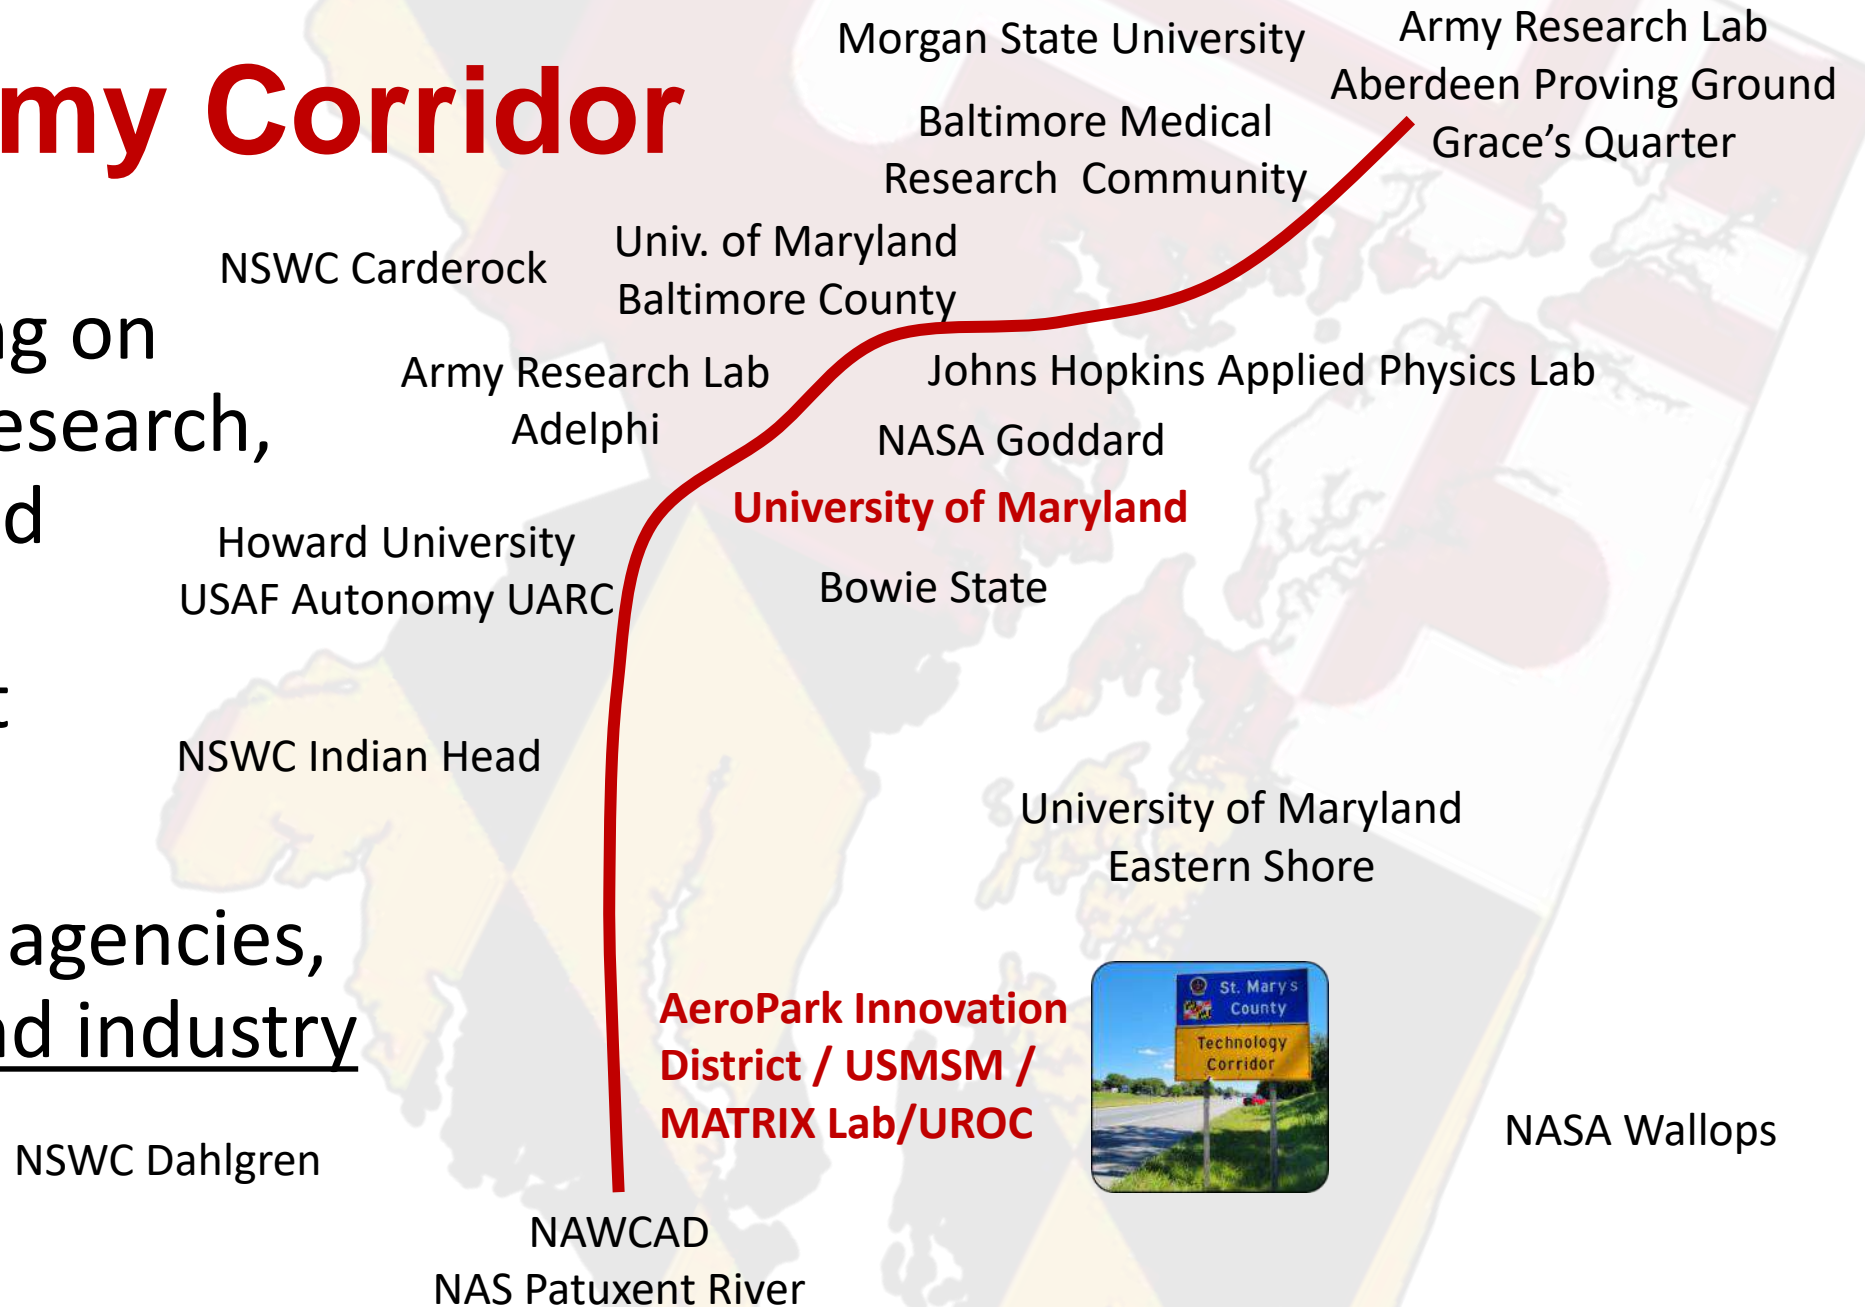 my Corridor
Morgan State University
Army Research Lab
Aberdeen Proving Ground
Grace's Quarter
Baltimore Medical
Research Community
Univ. of Maryland
Baltimore County
NSWC Carderock
ng on
esearch,
d
t
agencies,
nd industry
Army Research Lab
Adelphi
Johns Hopkins Applied Physics Lab
NASA Goddard
University of Maryland
Bowie State
Howard University
USAF Autonomy UARC
NSWC Indian Head
University of Maryland
Eastern Shore
AeroPark Innovation
District / USMSM /
MATRIX Lab/UROC
St. Mary's
County
Technology
Corridor
NASA Wallops
NSWC Dahlgren
NAWCAD
NAS Patuxent River